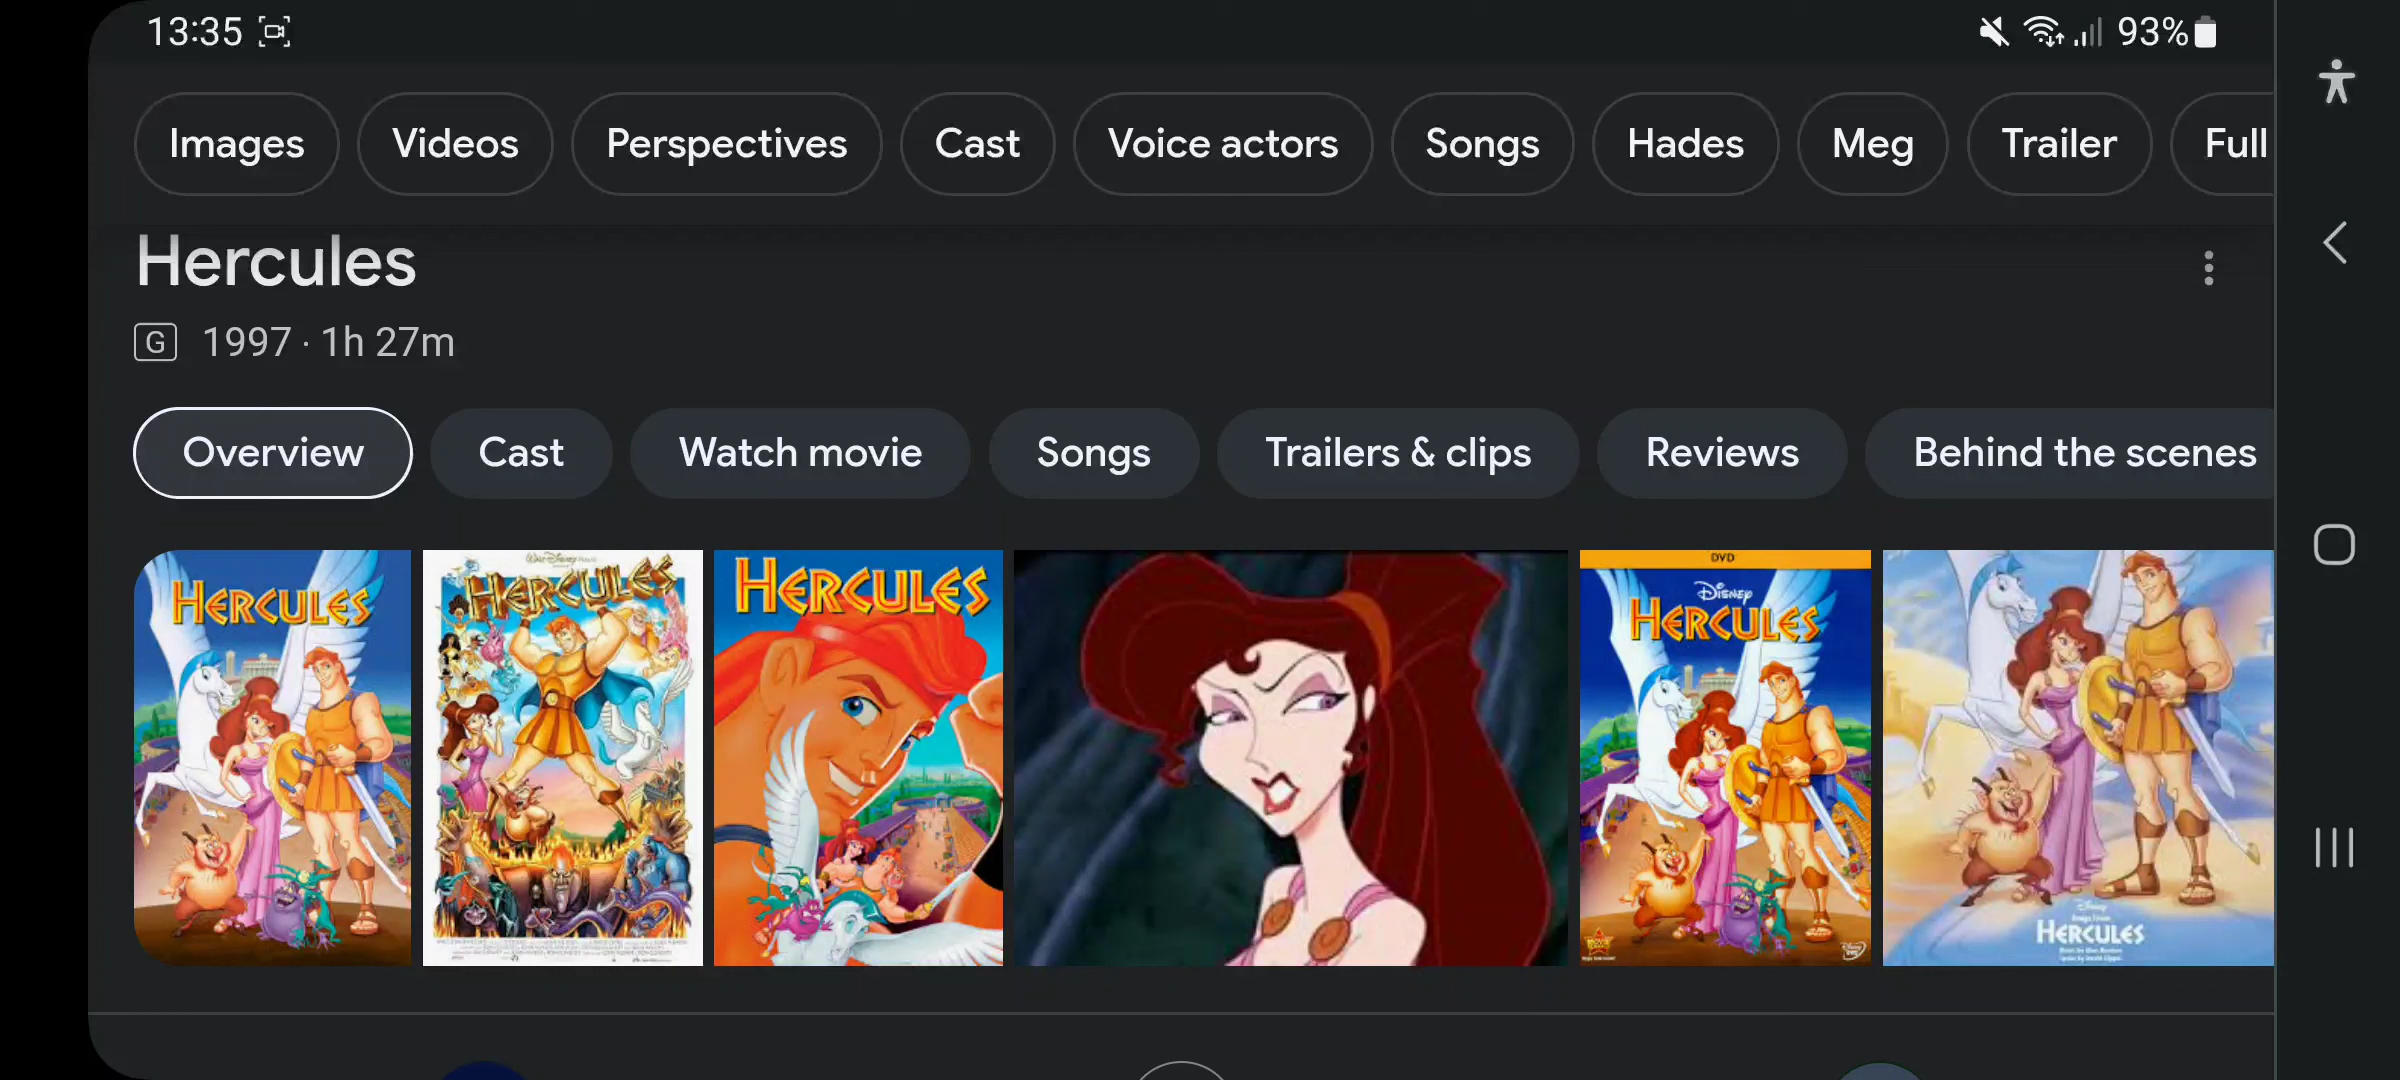 13:35 93%
Images Videos Perspectives Cast Voice actors Songs Hades Meg Trailer Full
Hercules
G 1997 · 1h 27m
Overview Cast Watch movie Songs Trailers & clips Reviews Behind the scenes
HERCULES
HERCULES
HERCULES
DVD
DISNEY
HERCULES
Disney
HERCULES